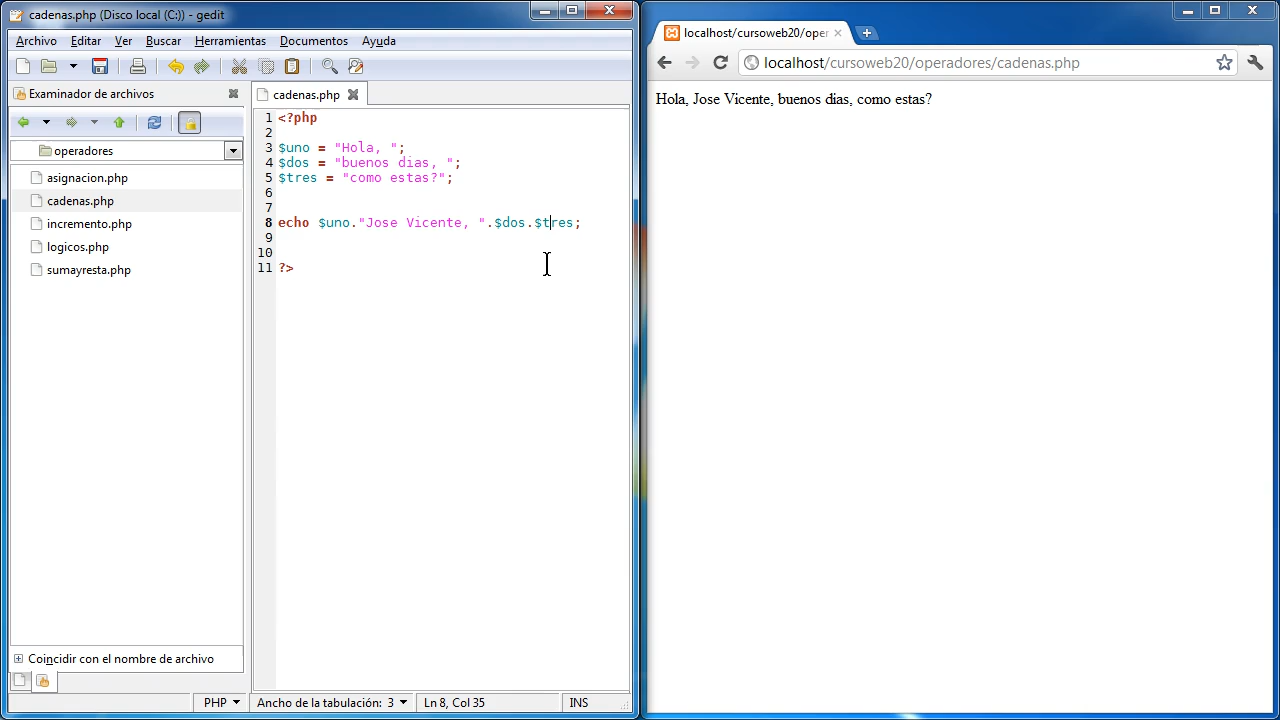 cadenas.php (Disco local (C:)) - gedit
Archivo Editar Ver Buscar Herramientas Documentos Ayuda
Examinador de archivos
operadores
asignacion.php
cadenas.php
incremento.php
logicos.php
sumayresta.php
Coincidir con el nombre de archivo
cadenas.php
1 <?php
2
3 $uno = "Hola, ";
4 $dos = "buenos dias, ";
5 $tres = "como estas?";
6
7
8 echo $uno."Jose Vicente, ".$dos.$tres;
9
10
11 ?>
PHP Ancho de la tabulación: 3 Ln 8, Col 35 INS
localhost/cursoweb20/oper
localhost/cursoweb20/operadores/cadenas.php
Hola, Jose Vicente, buenos dias, como estas?